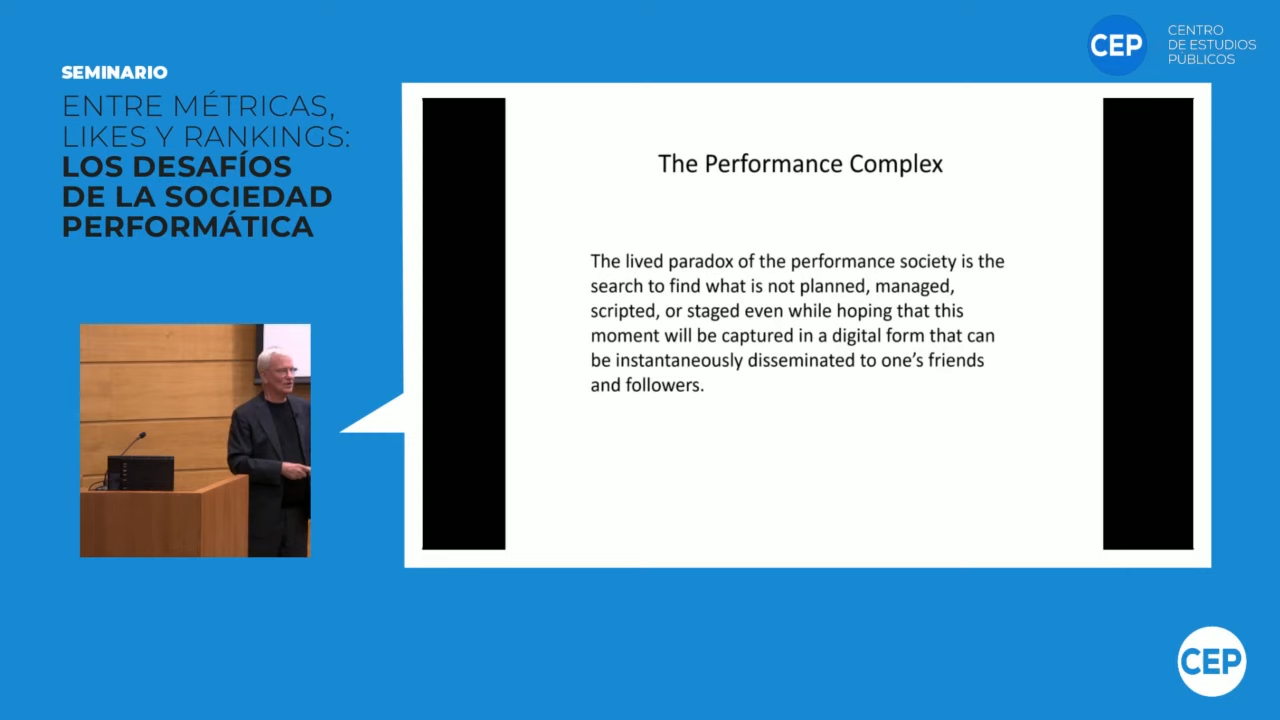 SEMINARIO
ENTRE MÉTRICAS,
LIKES Y RANKINGS:
LOS DESAFÍOS
DE LA SOCIEDAD
PERFORMÁTICA
CEP
CENTRO
DE ESTUDIOS
PÚBLICOS
The Performance Complex
The lived paradox of the performance society is the
search to find what is not planned, managed,
scripted, or staged even while hoping that this
moment will be captured in a digital form that can
be instantaneously disseminated to one’s friends
and followers.
CEP